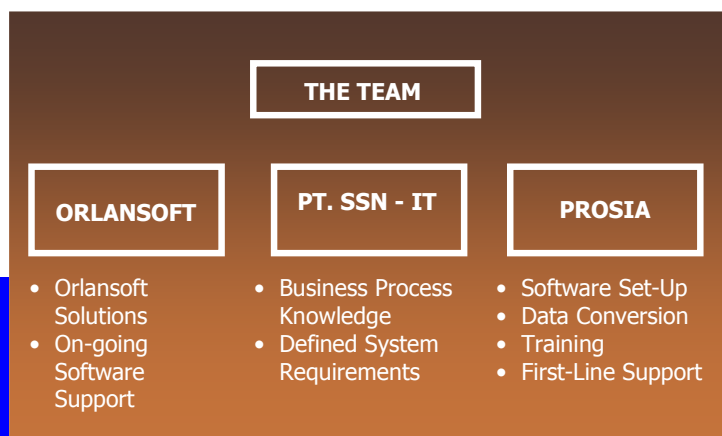 THE TEAM
ORLANSOFT
PT. SSN - IT
PROSIA
• Orlansoft
Solutions
• On-going
Software
Support
• Business Process
Knowledge
• Defined System
Requirements
• Software Set-Up
• Data Conversion
• Training
• First-Line Support